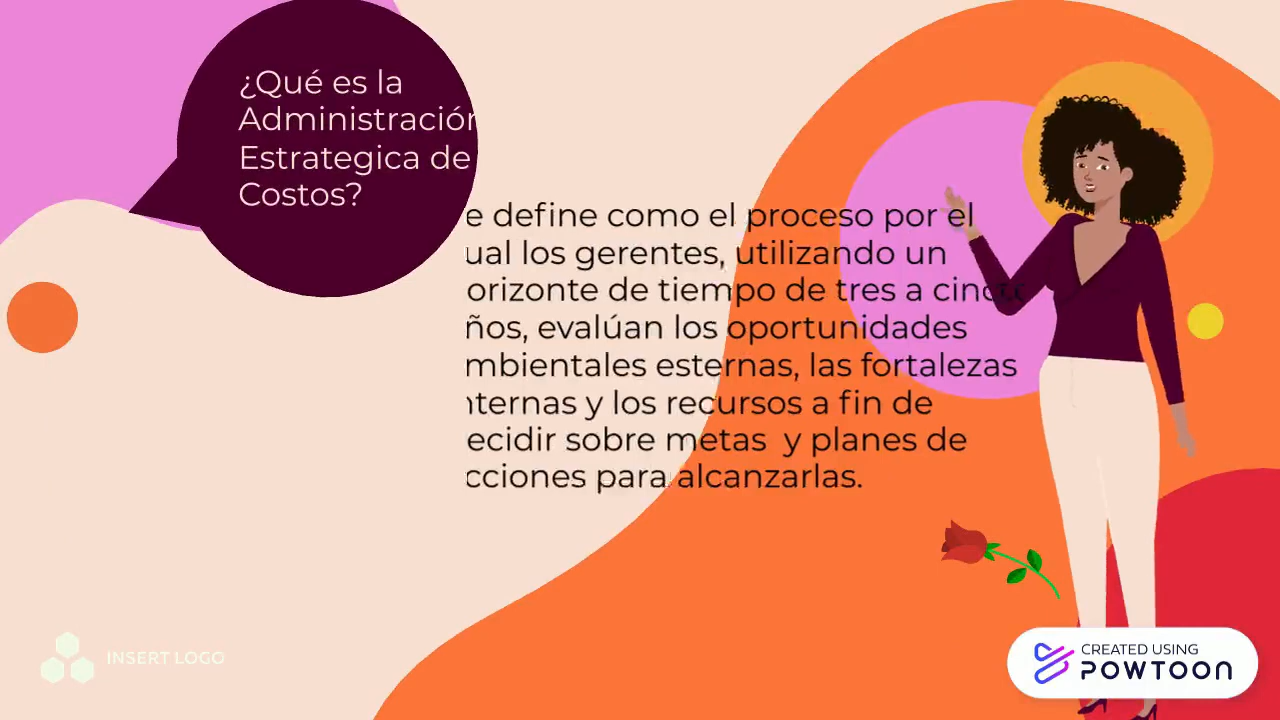 ¿Qué es la
Administración
Estrategica de
Costos?
e define como el proceso por el
ual los gerentes, utilizando un
orizonte de tiempo de tres a cinco
ños, evalúan los oportunidades
mbientales esternas, las fortalezas
nternas y los recursos a fin de
ecidir sobre metas y planes de
cciones para alcanzarlas.
INSERT LOGO
CREATED USING
POWTOON